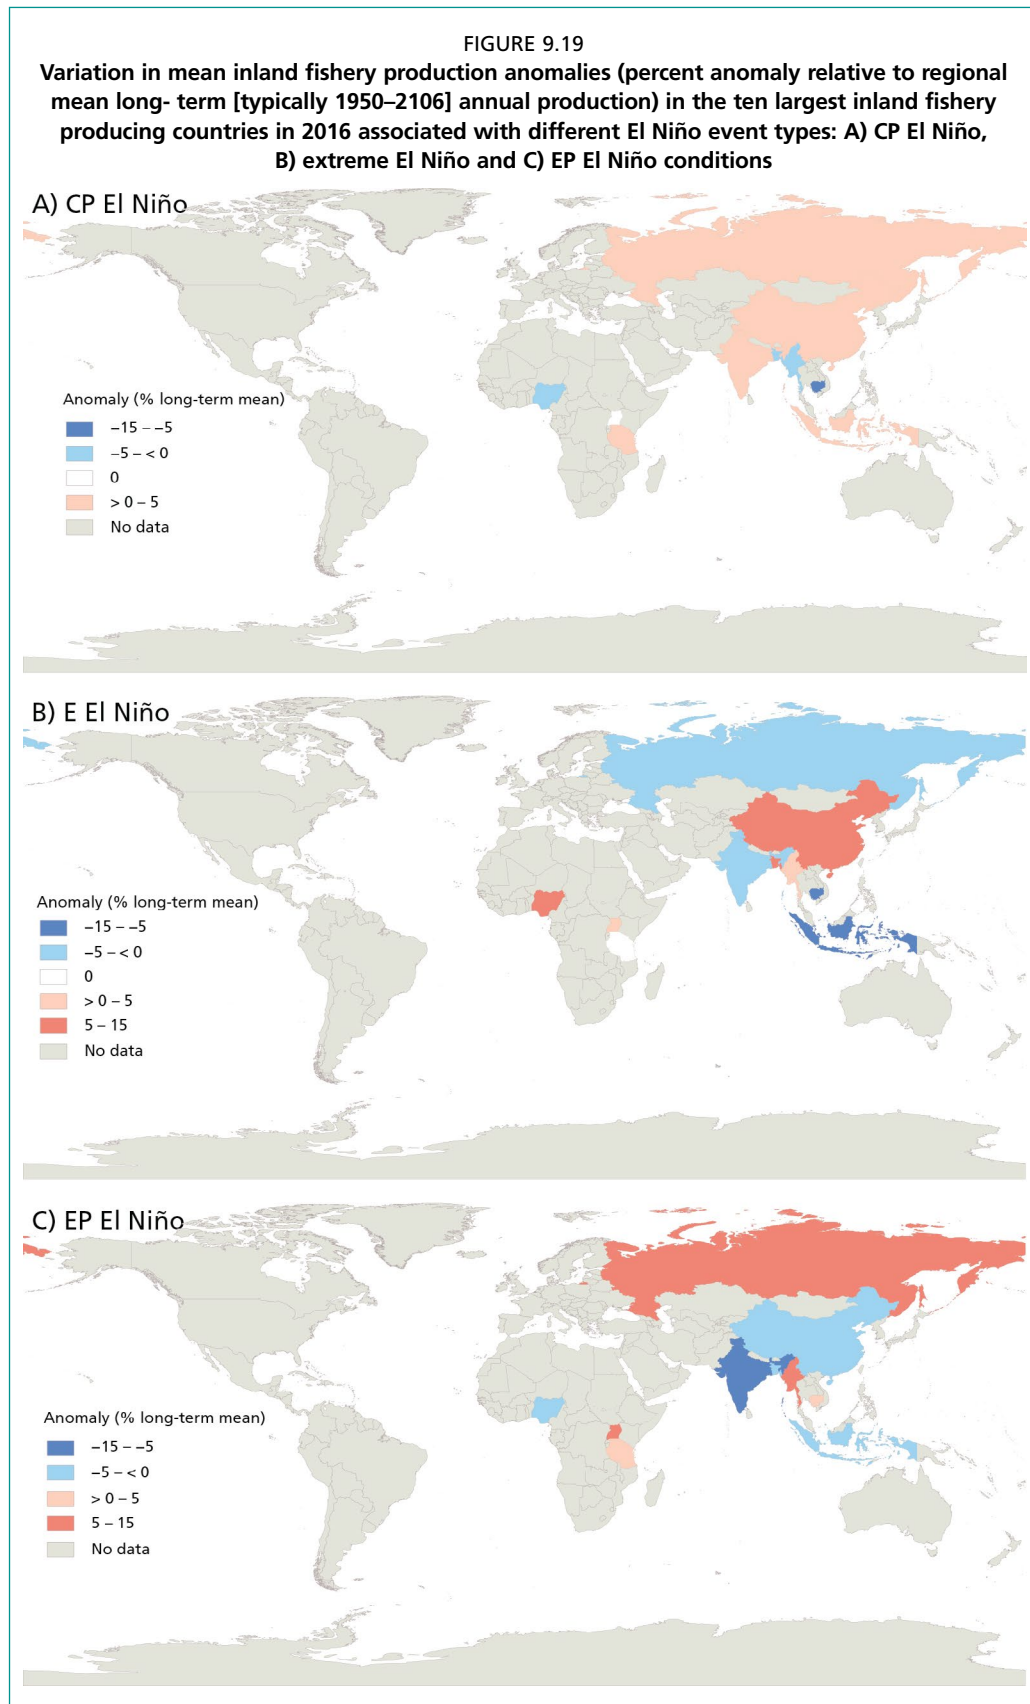 FIGURE 9.19
Variation in mean inland fishery production anomalies (percent anomaly relative to regional
mean long- term [typically 1950–2106] annual production) in the ten largest inland fishery
producing countries in 2016 associated with different El Niño event types: A) CP El Niño,
B) extreme El Niño and C) EP El Niño conditions
A) CP El Niño
Anomaly (% long-term mean)
−15 – −5
−5 – < 0
0
> 0 – 5
No data
B) E El Niño
Anomaly (% long-term mean)
−15 – −5
−5 – < 0
0
> 0 – 5
5 – 15
No data
C) EP El Niño
Anomaly (% long-term mean)
−15 – −5
−5 – < 0
> 0 – 5
5 – 15
No data